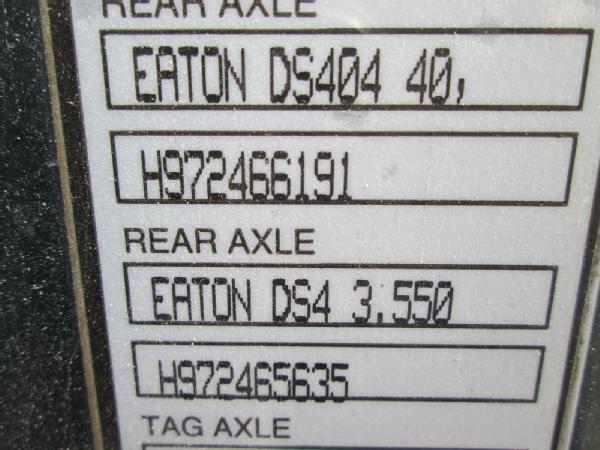 REAR AXLE
EATON DS404 40,
H972466191
REAR AXLE
EATON DS4 3.550
H972465635
TAG AXLE